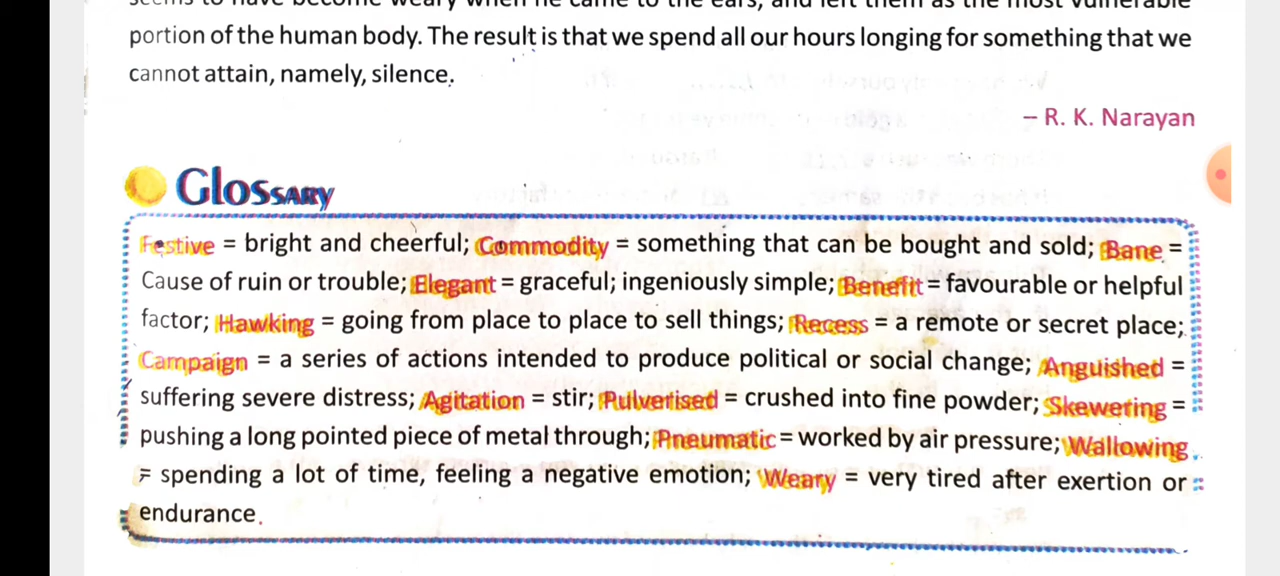 portion of the human body. The result is that we spend all our hours longing for something that we
cannot attain, namely, silence.
– R. K. Narayan
Glossary
Festive = bright and cheerful; Commodity = something that can be bought and sold; Bane =
Cause of ruin or trouble; Elegant = graceful; ingeniously simple; Benefit = favourable or helpful
factor; Hawking = going from place to place to sell things; Recess = a remote or secret place;
Campaign = a series of actions intended to produce political or social change; Anguished =
suffering severe distress; Agitation = stir; Pulverised = crushed into fine powder; Skewering =
pushing a long pointed piece of metal through; Pneumatic = worked by air pressure; Wallowing
= spending a lot of time, feeling a negative emotion; Weary = very tired after exertion or
endurance.